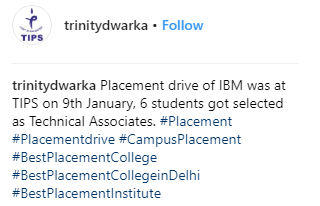 trinitydwarka • Follow
TIPS
trinitydwarka Placement drive of IBM was at
TIPS on 9th January, 6 students got selected
as Technical Associates. #Placement
#Placementdrive #CampusPlacement
#BestPlacementCollege
#BestPlacementCollegeinDelhi
#BestPlacementInstitute